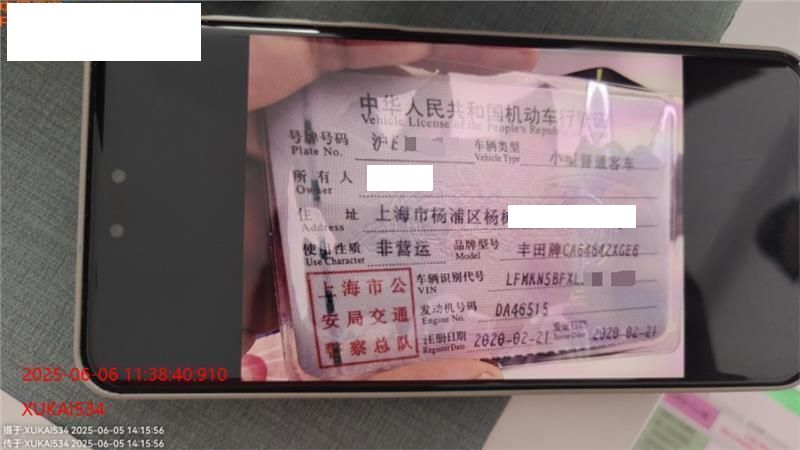 中华人民共和国机动车行驶证
Vehicle License of the People's Republic
号牌号码 沪E 车辆类型 小型普通客车
Plate No. Vehicle Type
所有人
Owner
住 址 上海市杨浦区杨
Address
使用性质 非营运 品牌型号 丰田牌CA6484ZXGE6
Use Character Model
上海市公 车辆识别代号 LFMKN5BFXL
VIN
安局交通 发动机号码 DA46515
Engine No.
警察总队 注册日期 2020-02-21 发证日期 2020-02-21
Register Date Issue Date
2025-06-06 11:38:40:910
XUKAI534
摄于:XUKAI534 2025-06-05 14:15:56
传于:XUKAI534 2025-06-05 14:15:56